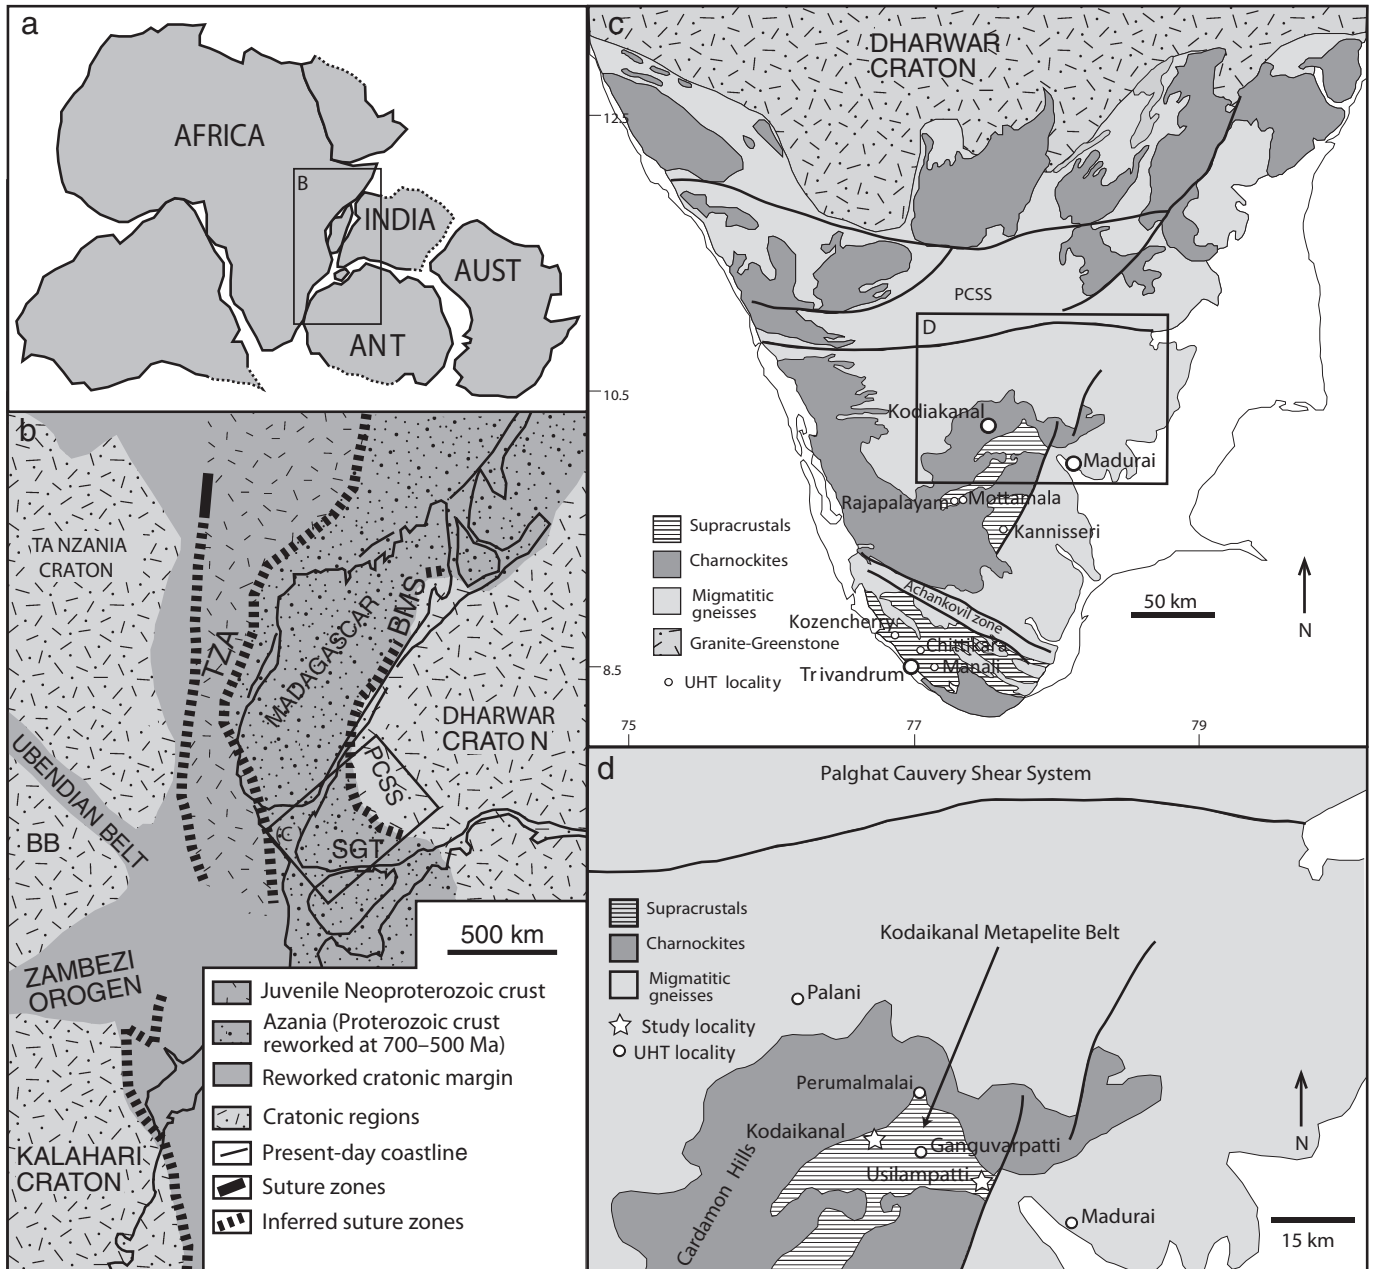 a
AFRICA
B
INDIA
AUST
ANT
b
TANZANIA
CRATON
TZA
MADAGASCAR
BMS
DHARWAR
CRATON
PCSS
UBENDIAN BELT
BB
C
SGT
500 km
ZAMBEZI
OROGEN
KALAHARI
CRATON
Juvenile Neoproterozoic crust
Azania (Proterozoic crust
reworked at 700–500 Ma)
Reworked cratonic margin
Cratonic regions
Present-day coastline
Suture zones
Inferred suture zones
c
DHARWAR
CRATON
12.5
PCSS
D
10.5
Kodiakanal
Madurai
Rajapalayam
Mottamala
Kannisseri
Supracrustals
Charnockites
Migmatitic
gneisses
Granite-Greenstone
UHT locality
Achankovil zone
50 km
N
Kozencherry
Chittikara
8.5
Trivandrum
Manali
75
77
79
d
Palghat Cauvery Shear System
Supracrustals
Charnockites
Migmatitic
gneisses
Study locality
UHT locality
Kodaikanal Metapelite Belt
Palani
Perumalmalai
Kodaikanal
Ganguvarpatti
Usilampatti
Cardamon Hills
Madurai
N
15 km